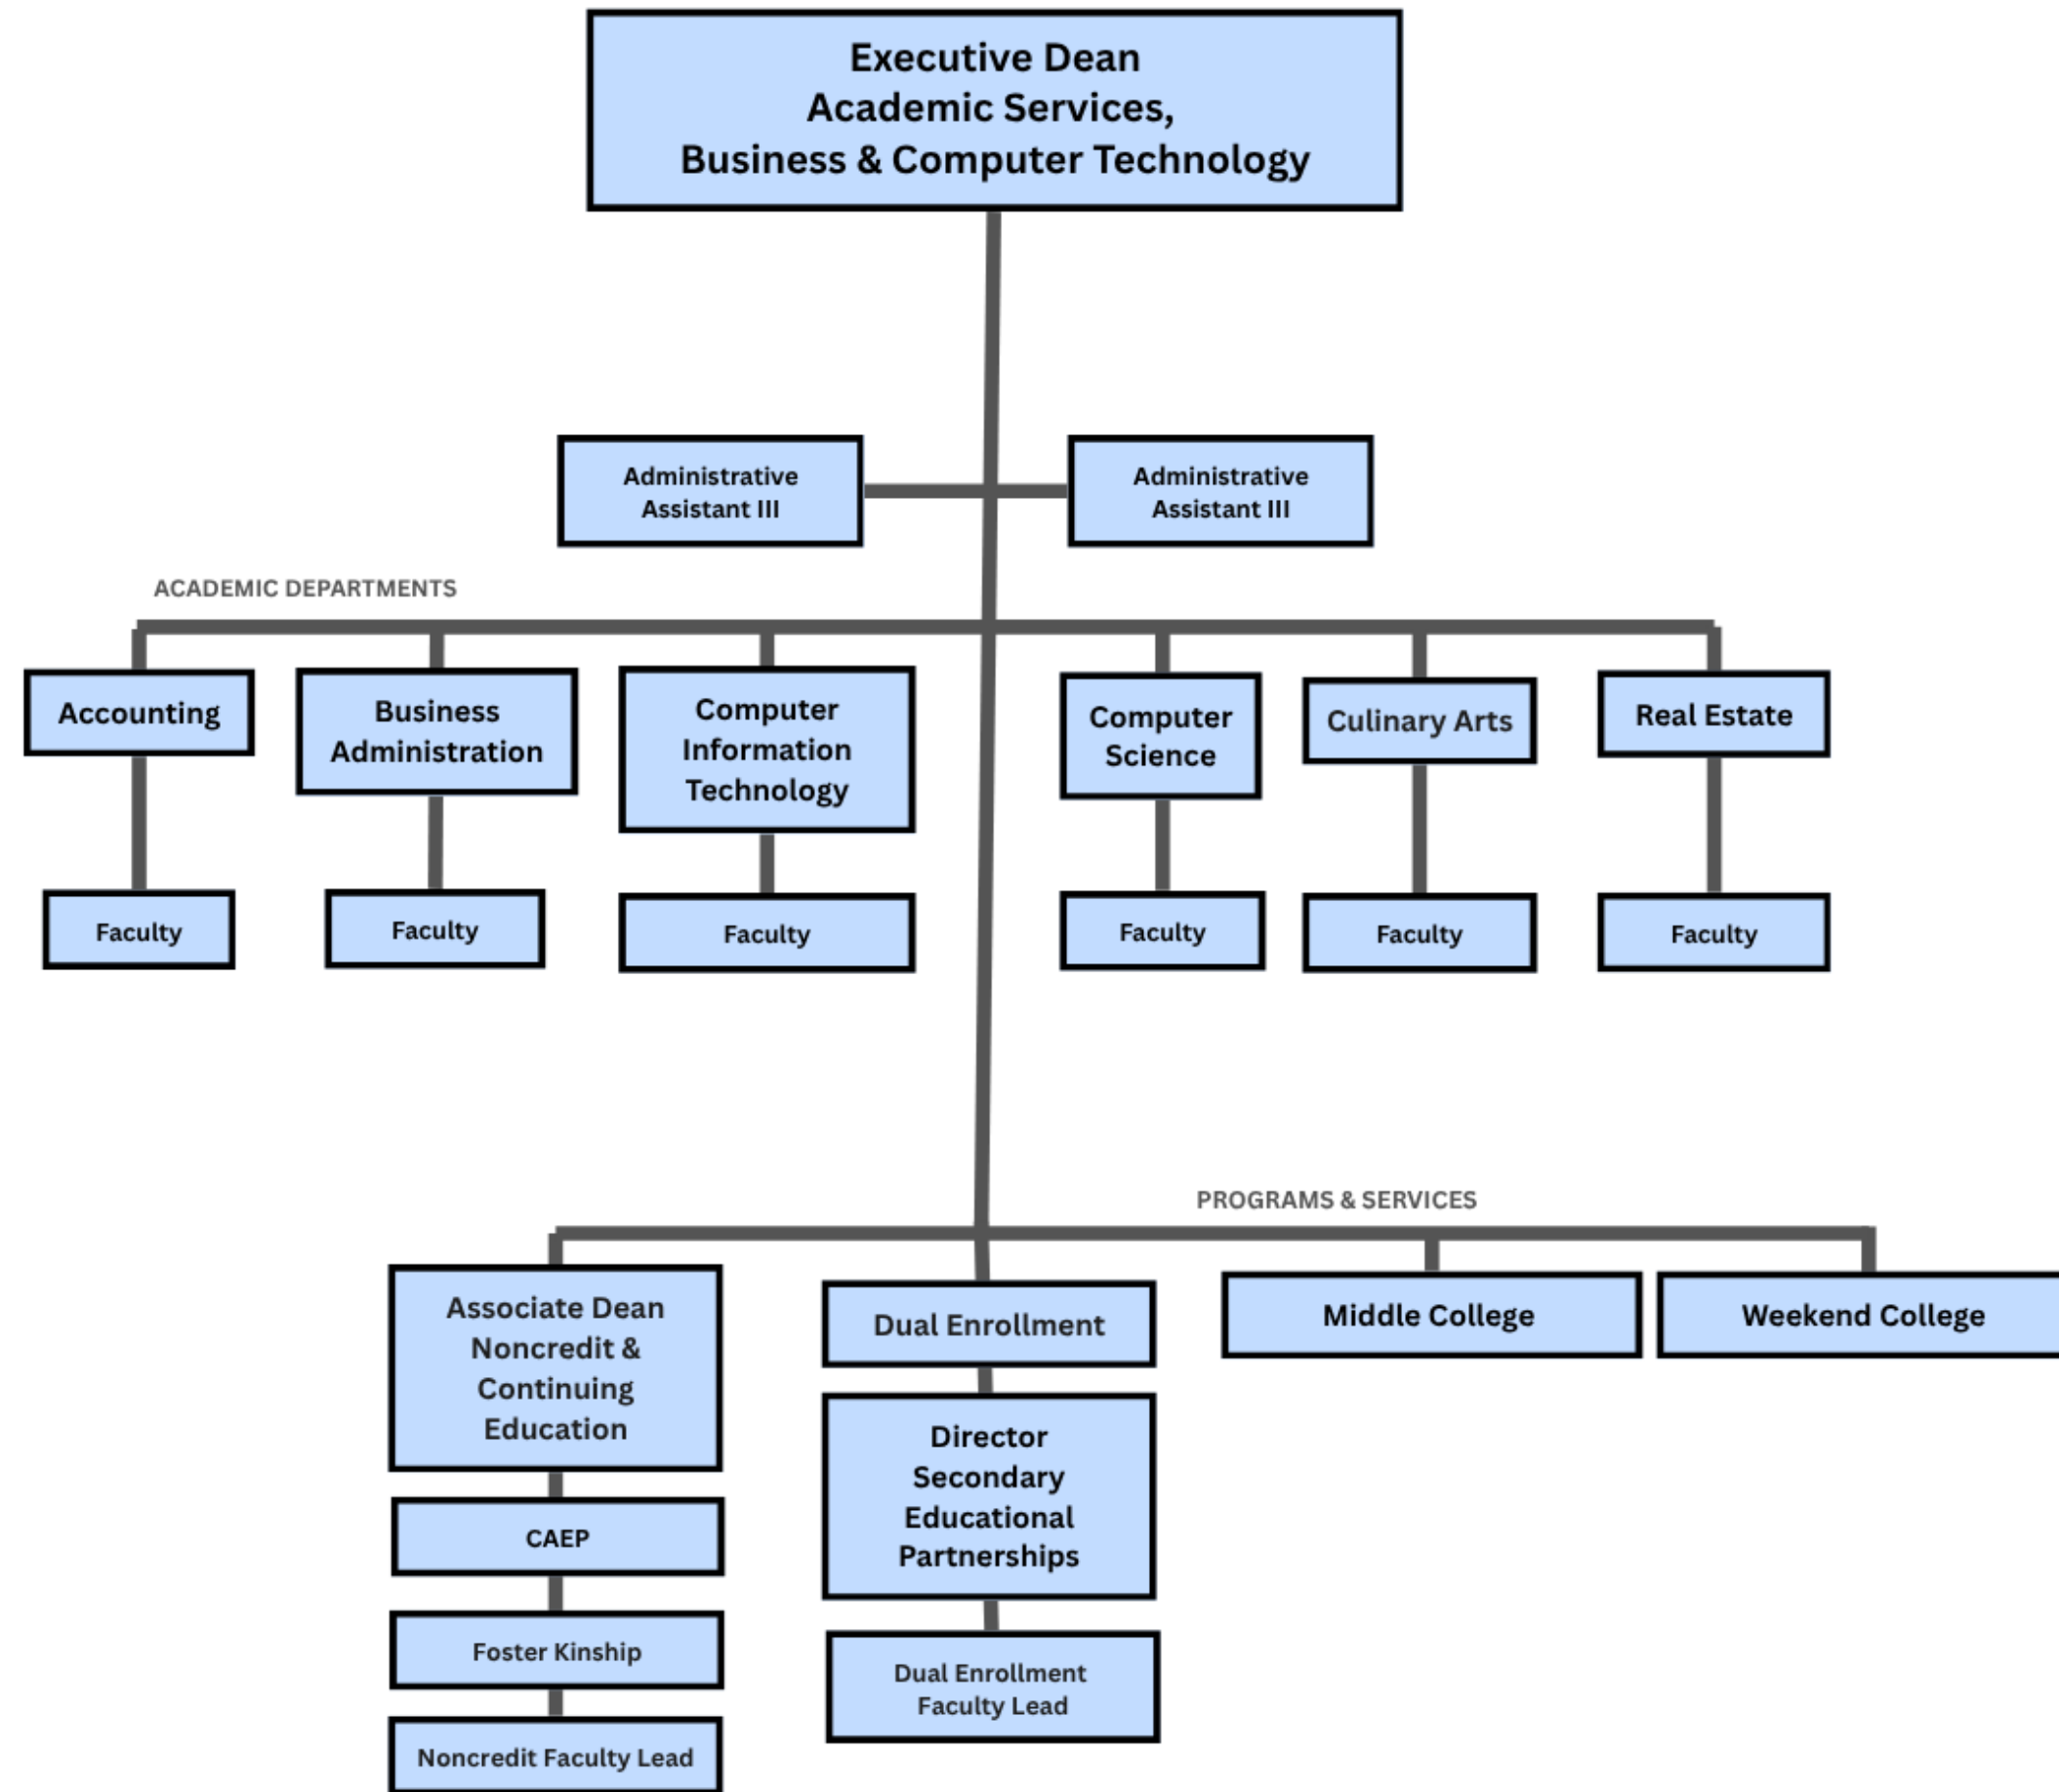 Executive Dean
Academic Services,
Business & Computer Technology
Administrative
Assistant III
Administrative
Assistant III
ACADEMIC DEPARTMENTS
Accounting
Business
Administration
Computer
Information
Technology
Computer
Science
Culinary Arts
Real Estate
Faculty
Faculty
Faculty
Faculty
Faculty
Faculty
PROGRAMS & SERVICES
Associate Dean
Noncredit &
Continuing
Education
CAEP
Foster Kinship
Noncredit Faculty Lead
Dual Enrollment
Director
Secondary
Educational
Partnerships
Dual Enrollment
Faculty Lead
Middle College
Weekend College